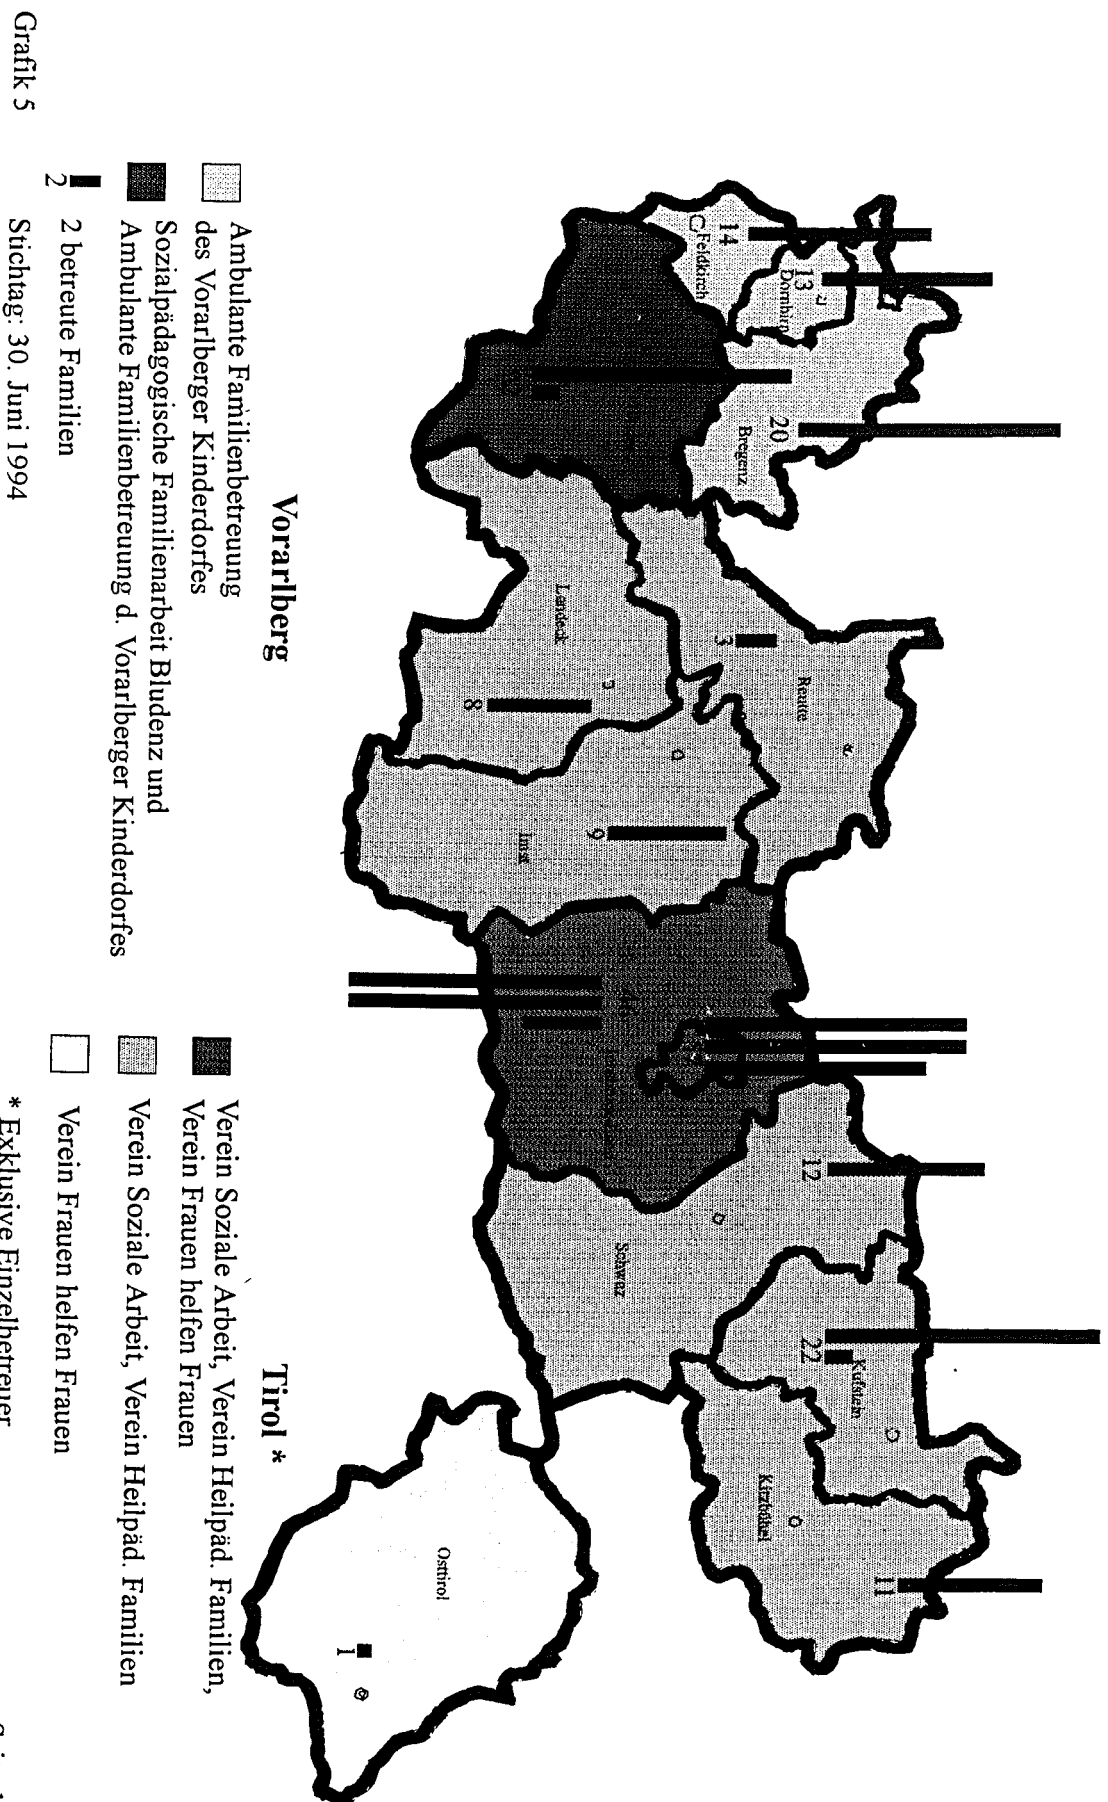 14
Feldkirch
13
Dornbirn
20
Bregenz
3
Reutte
Landeck
8
Imst
9
12
Schwaz
22
Kufstein
Kitzbühel
11
Osttirol
1
Vorarlberg
Ambulante Familienbetreuung
des Vorarlberger Kinderdorfes
Sozialpädagogische Familienarbeit Bludenz und
Ambulante Familienbetreuung d. Vorarlberger Kinderdorfes
2
2 betreute Familien
Tirol *
Verein Soziale Arbeit, Verein Heilpäd. Familien,
Verein Frauen helfen Frauen
Verein Soziale Arbeit, Verein Heilpäd. Familien
Verein Frauen helfen Frauen
* Exklusive Einzelbetreuer
Grafik 5
Stichtag: 30. Juni 1994